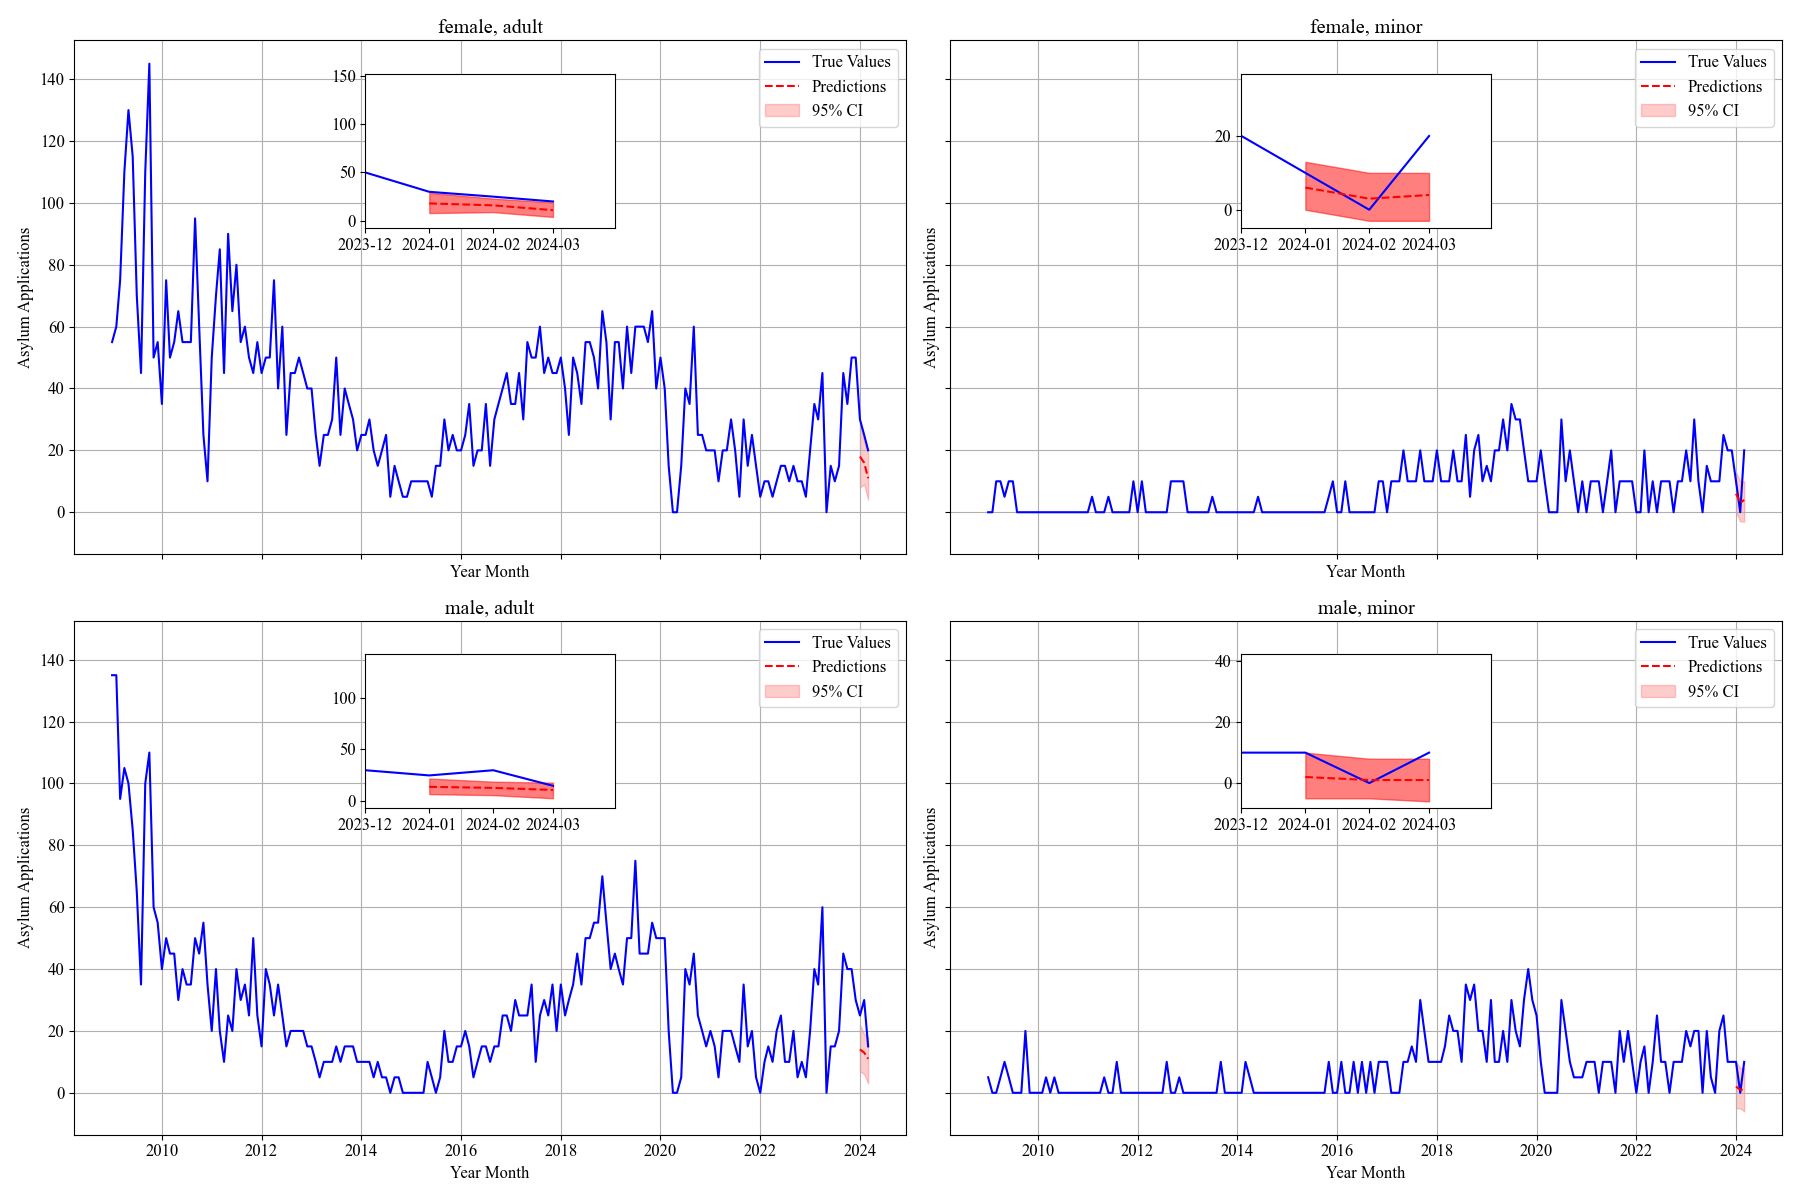 female, adult
True Values
Predictions
95% CI
150
100
50
0
2023-12 2024-01 2024-02 2024-03
140
120
100
80
60
40
20
0
Asylum Applications
Year Month
female, minor
True Values
Predictions
95% CI
20
0
2023-12 2024-01 2024-02 2024-03
Asylum Applications
Year Month
male, adult
True Values
Predictions
95% CI
100
50
0
2023-12 2024-01 2024-02 2024-03
140
120
100
80
60
40
20
0
Asylum Applications
2010 2012 2014 2016 2018 2020 2022 2024
Year Month
male, minor
True Values
Predictions
95% CI
40
20
0
2023-12 2024-01 2024-02 2024-03
Asylum Applications
2010 2012 2014 2016 2018 2020 2022 2024
Year Month